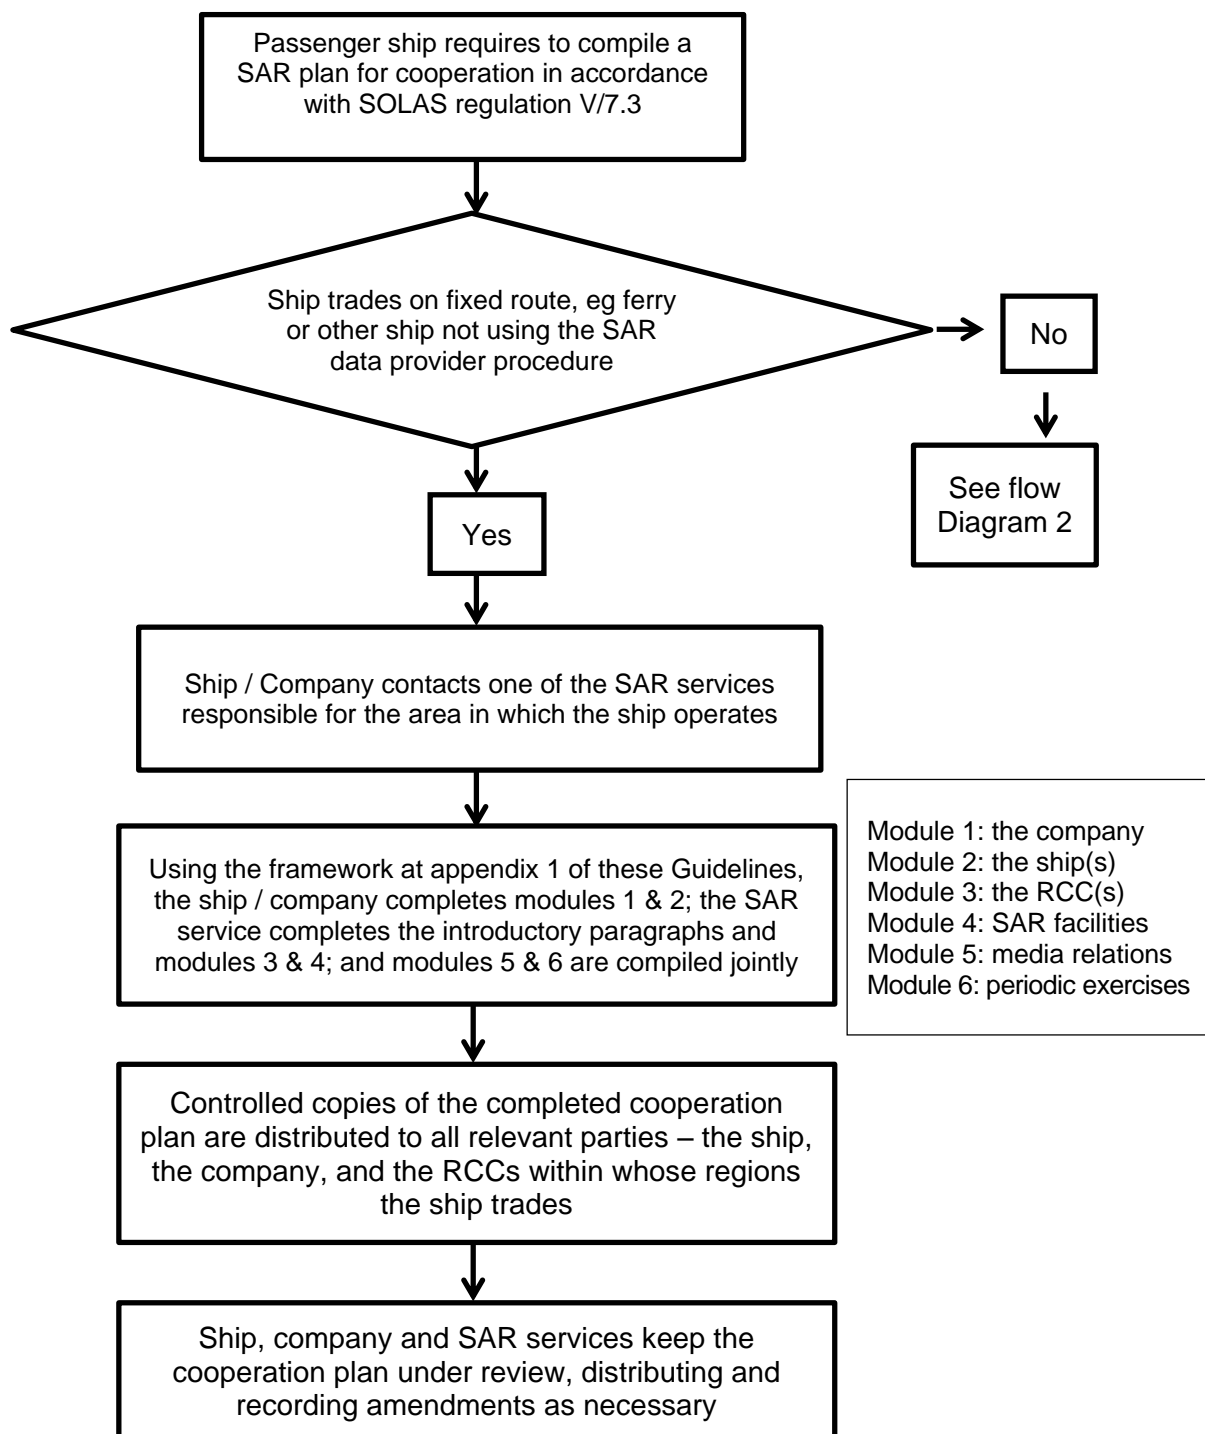 Passenger ship requires to compile a
SAR plan for cooperation in accordance
with SOLAS regulation V/7.3
Ship trades on fixed route, eg ferry
or other ship not using the SAR
data provider procedure
No
See flow
Diagram 2
Yes
Ship / Company contacts one of the SAR services
responsible for the area in which the ship operates
Using the framework at appendix 1 of these Guidelines,
the ship / company completes modules 1 & 2; the SAR
service completes the introductory paragraphs and
modules 3 & 4; and modules 5 & 6 are compiled jointly
Module 1: the company
Module 2: the ship(s)
Module 3: the RCC(s)
Module 4: SAR facilities
Module 5: media relations
Module 6: periodic exercises
Controlled copies of the completed cooperation
plan are distributed to all relevant parties – the ship,
the company, and the RCCs within whose regions
the ship trades
Ship, company and SAR services keep the
cooperation plan under review, distributing and
recording amendments as necessary